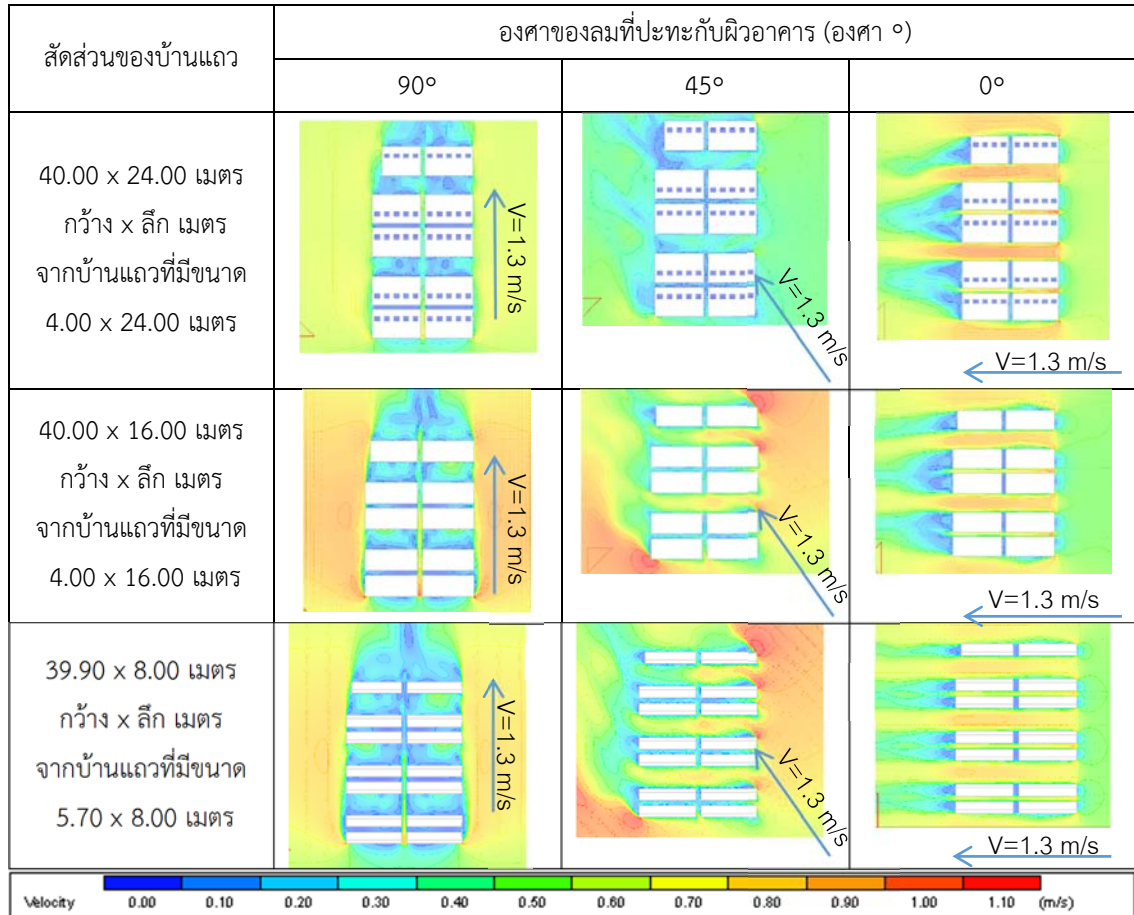 สัดส่วนของบ้านแถว
องศาของลมที่ปะทะกับผิวอาคาร (องศา °)
90°
45°
0°
40.00 x 24.00 เมตร
กว้าง x ลึก เมตร
จากบ้านแถวที่มีขนาด
4.00 x 24.00 เมตร
V=1.3 m/s
V=1.3 m/s
V=1.3 m/s
40.00 x 16.00 เมตร
กว้าง x ลึก เมตร
จากบ้านแถวที่มีขนาด
4.00 x 16.00 เมตร
V=1.3 m/s
V=1.3 m/s
V=1.3 m/s
39.90 x 8.00 เมตร
กว้าง x ลึก เมตร
จากบ้านแถวที่มีขนาด
5.70 x 8.00 เมตร
V=1.3 m/s
V=1.3 m/s
V=1.3 m/s
Velocity 0.00 0.10 0.20 0.30 0.40 0.50 0.60 0.70 0.80 0.90 1.00 1.10 (m/s)